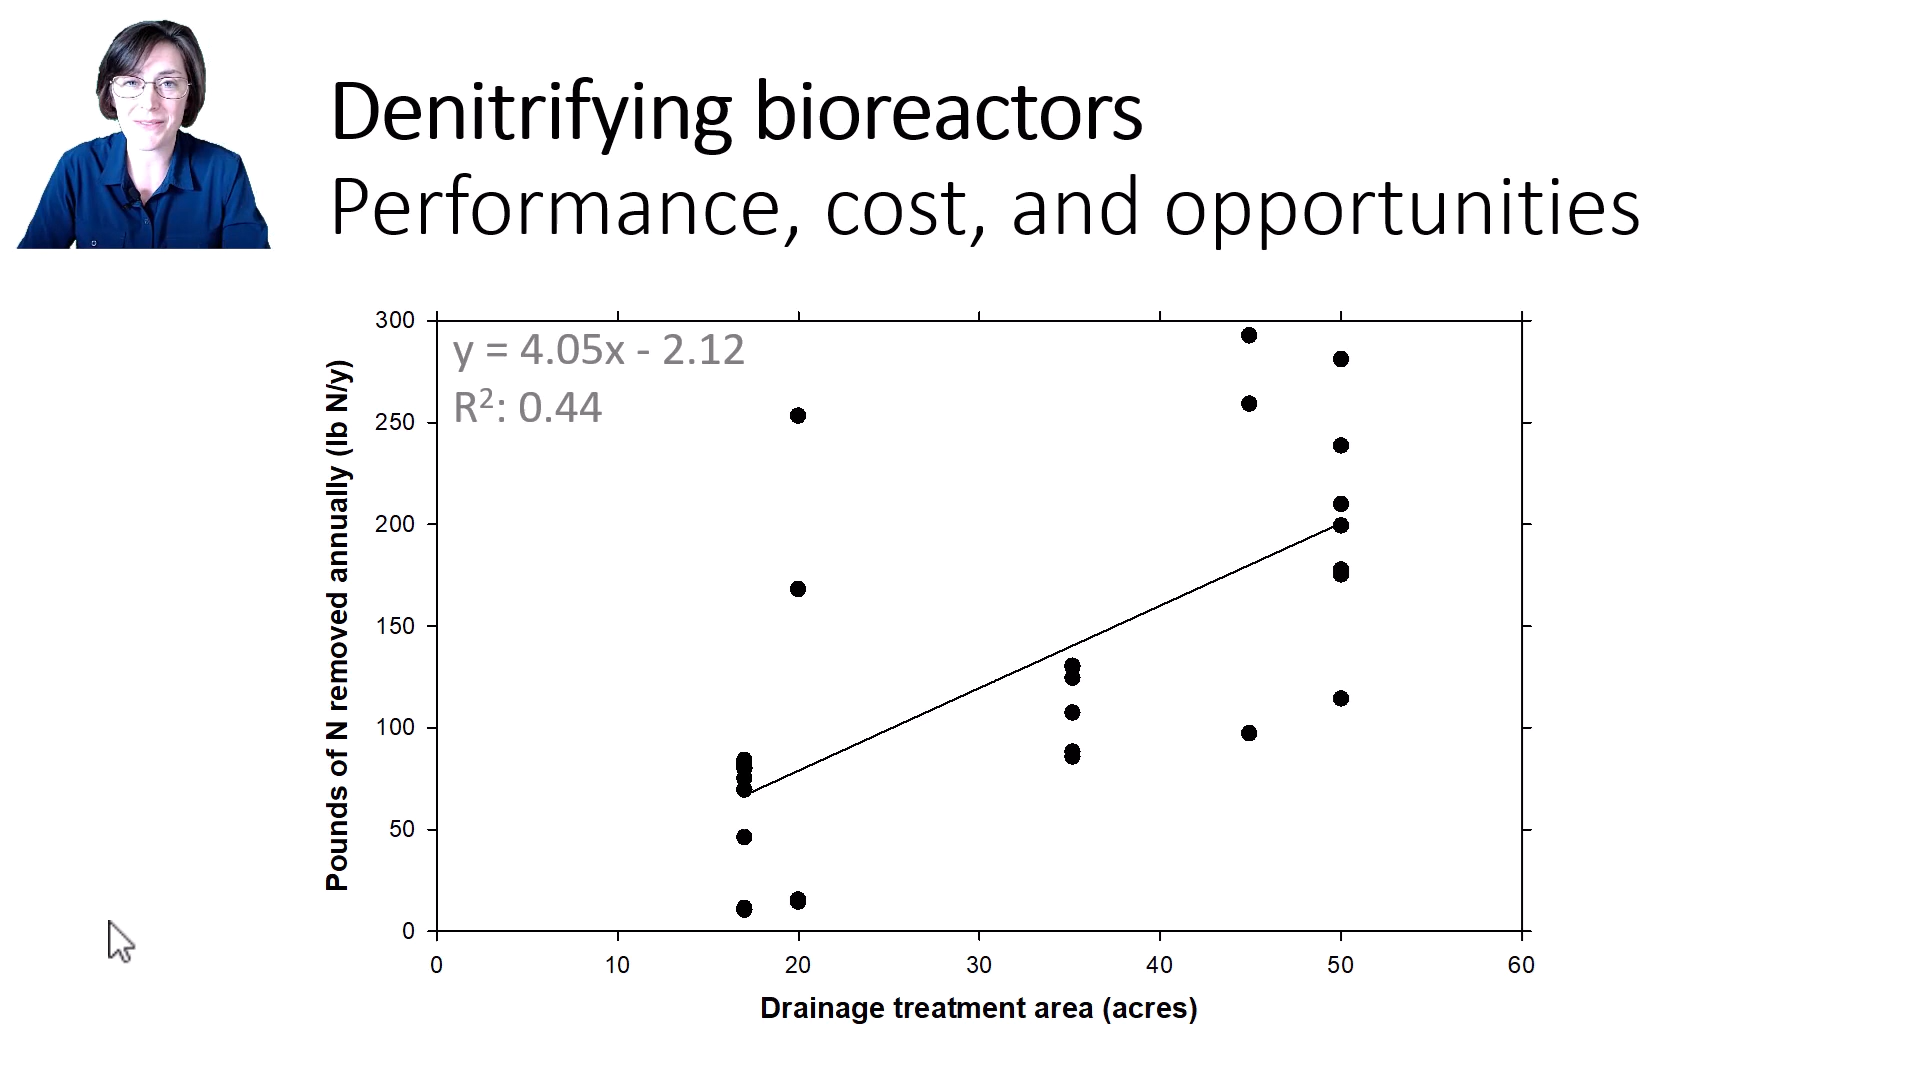 Denitrifying bioreactors
Performance, cost, and opportunities
y = 4.05x - 2.12
R²: 0.44
Pounds of N removed annually (lb N/y)
300
250
200
150
100
50
0
0 10 20 30 40 50 60
Drainage treatment area (acres)